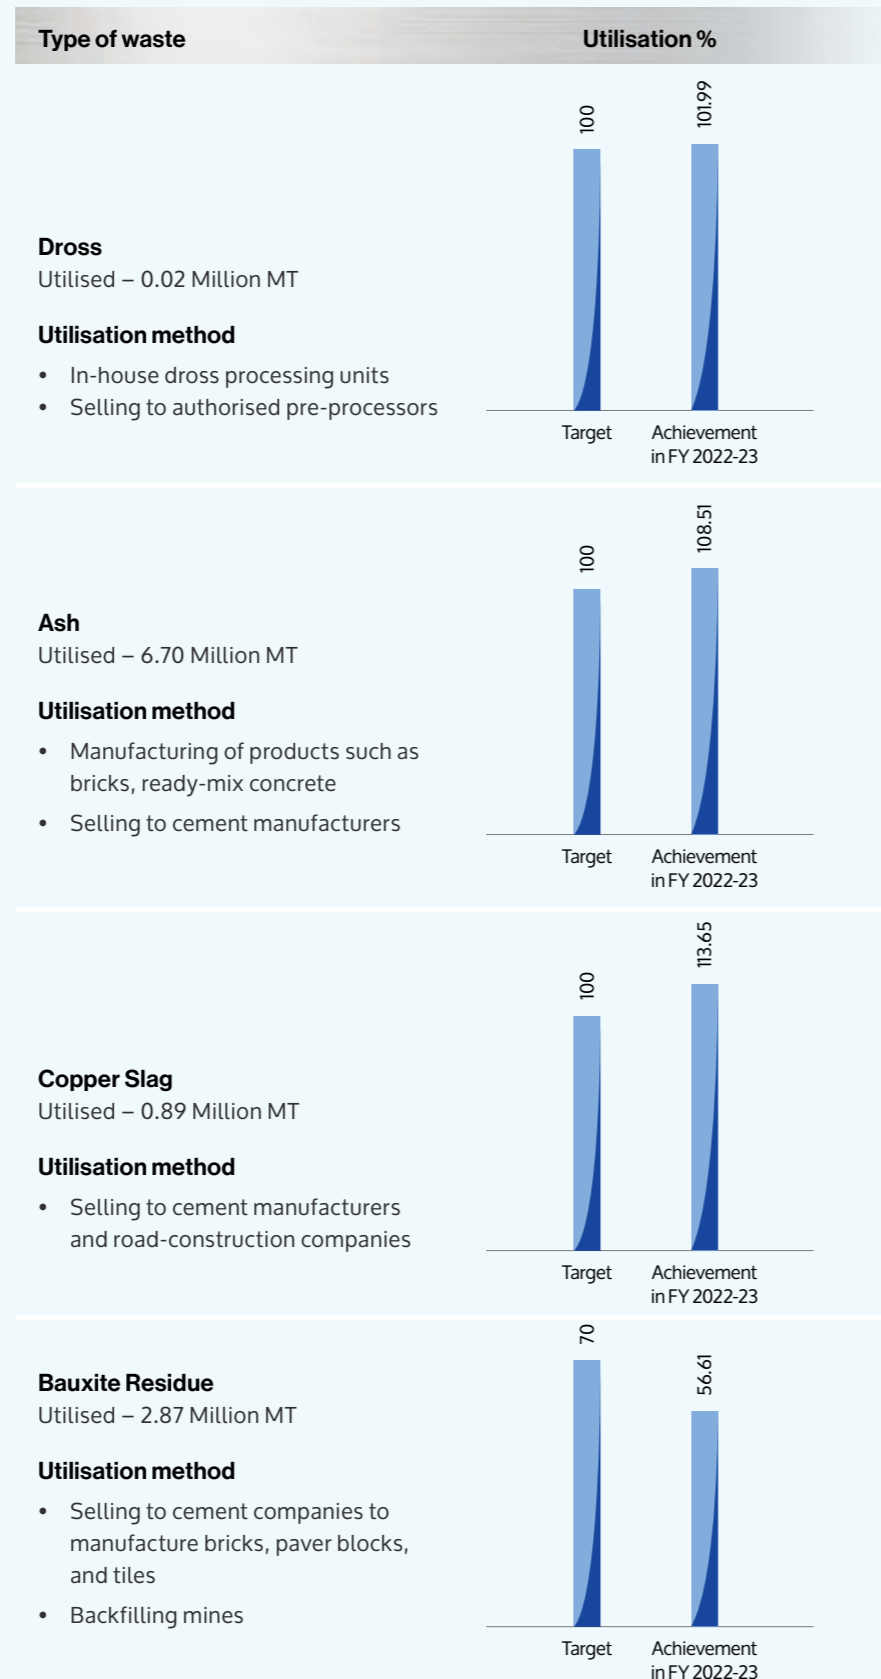 Type of waste
Utilisation %
Dross
Utilised – 0.02 Million MT
Utilisation method
• In-house dross processing units
• Selling to authorised pre-processors
100
101.99
Target
Achievement
in FY 2022-23
Ash
Utilised – 6.70 Million MT
Utilisation method
• Manufacturing of products such as
bricks, ready-mix concrete
• Selling to cement manufacturers
100
108.51
Target
Achievement
in FY 2022-23
Copper Slag
Utilised – 0.89 Million MT
Utilisation method
• Selling to cement manufacturers
and road-construction companies
100
113.65
Target
Achievement
in FY 2022-23
Bauxite Residue
Utilised – 2.87 Million MT
Utilisation method
• Selling to cement companies to
manufacture bricks, paver blocks,
and tiles
• Backfilling mines
70
56.61
Target
Achievement
in FY 2022-23